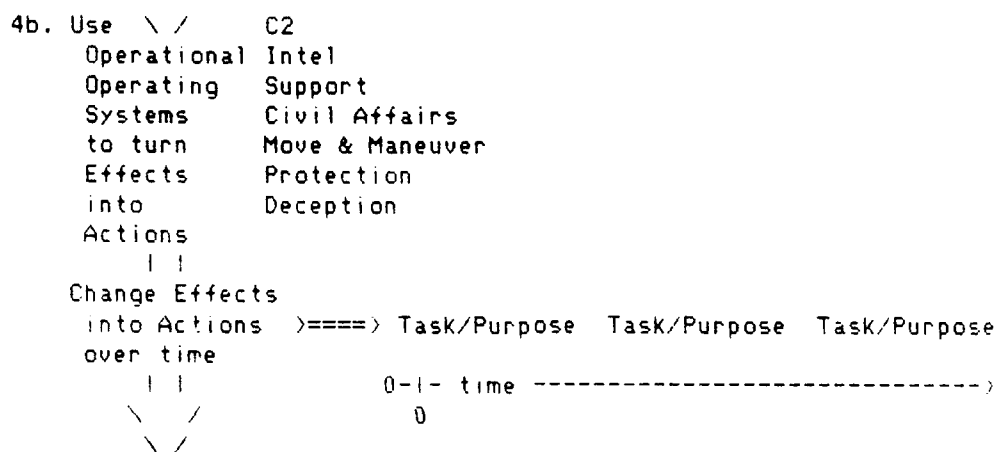 4b. Use \ / C2
Operational Intel
Operating Support
Systems Civil Affairs
to turn Move & Maneuver
Effects Protection
into Deception
Actions
| |
Change Effects
into Actions >====> Task/Purpose Task/Purpose Task/Purpose
over time
| | 0-|- time ------------------------------>
\ / 0
\ /